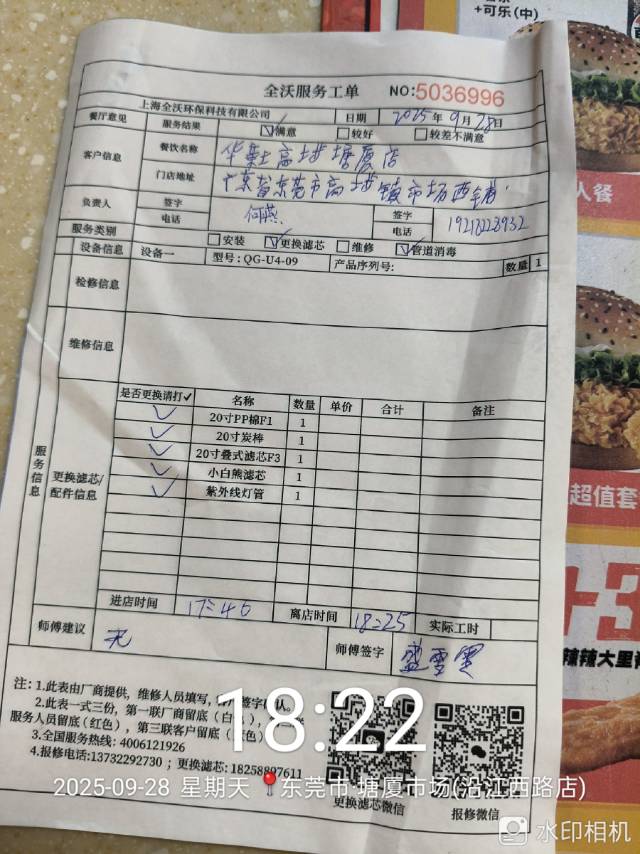 +可乐(中)
全沃服务工单 NO:5036996
上海全沃环保科技有限公司 日期 2025年9月28日
餐厅意见 服务结果 ☑满意 □较好 □较差不满意
客户信息 餐饮名称 华莱士高埗塘厦店
门店地址 广东省东莞市高埗镇市场西路
负责人 签字 何燕 签字
电话 电话 19217223932
服务类别 □安装 ☑更换滤芯 □维修 ☑管道消毒
设备信息 设备一 型号:QG-U4-09 产品序列号: 数量 1
检修信息
维修信息
服务信息
更换滤芯/配件信息
是否更换请打✓ 名称 数量 单价 合计 备注
✓ 20寸PP棉F1 1
✓ 20寸炭棒 1
✓ 20寸叠式滤芯F3 1
✓ 小白熊滤芯 1
✓ 紫外线灯管 1
进店时间 17:46 离店时间 18:25 实际工时
师傅建议 无 师傅签字
注:1.此表由厂商提供，维修人员填写，客户签字确认。
2.此表一式三份，第一联厂商留底(白色)，
服务人员留底(红色)，第三联客户留底
3.全国服务热线:4006121926
4.报修电话:13732292730；更换滤芯:18258897611
更换滤芯微信 报修微信
人餐
超值套
+3
辣辣大里
18:22
2025-09-28 星期天 东莞市·塘厦市场(沿江西路店)
水印相机